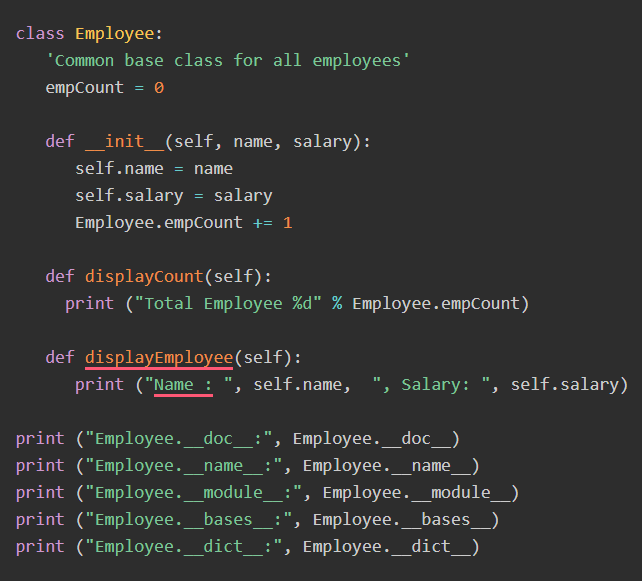 class Employee:
   'Common base class for all employees'
   empCount = 0

   def __init__(self, name, salary):
      self.name = name
      self.salary = salary
      Employee.empCount += 1

   def displayCount(self):
     print ("Total Employee %d" % Employee.empCount)

   def displayEmployee(self):
      print ("Name : ", self.name,  ", Salary: ", self.salary)

print ("Employee.__doc__:", Employee.__doc__)
print ("Employee.__name__:", Employee.__name__)
print ("Employee.__module__:", Employee.__module__)
print ("Employee.__bases__:", Employee.__bases__)
print ("Employee.__dict__:", Employee.__dict__)